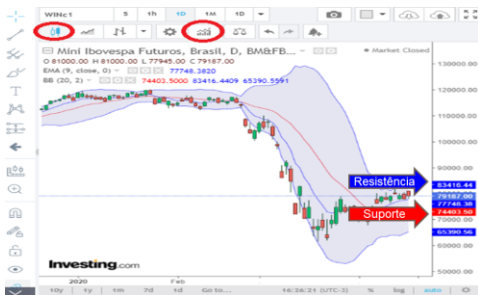 WINc1 5 1h 1D 1M 1D
Mini Ibovespa Futuros, Brasil, D, BM&FB...
Market Closed
O 81000.00 H 81000.00 L 77945.00 C 79187.00
EMA (9, close, 0) 77748.3820
BB (20, 2) 74403.5000 83416.4409 65390.5591
130000.00
120000.00
110000.00
100000.00
90000.00
Resistência
83416.44
79187.00
77748.38
Suporte
74403.50
70000.00
65390.56
60000.00
50000.00
Investing.com
2020 Feb
10y 1y 1m 7d 1d Go to... 16:26:21 (UTC-3) % log auto